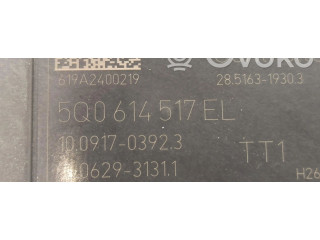 619A2400219
28.5163-1930.3
5Q0 614 517 EL
10.0917-0392.3
TT1
0629-3131.1
H26